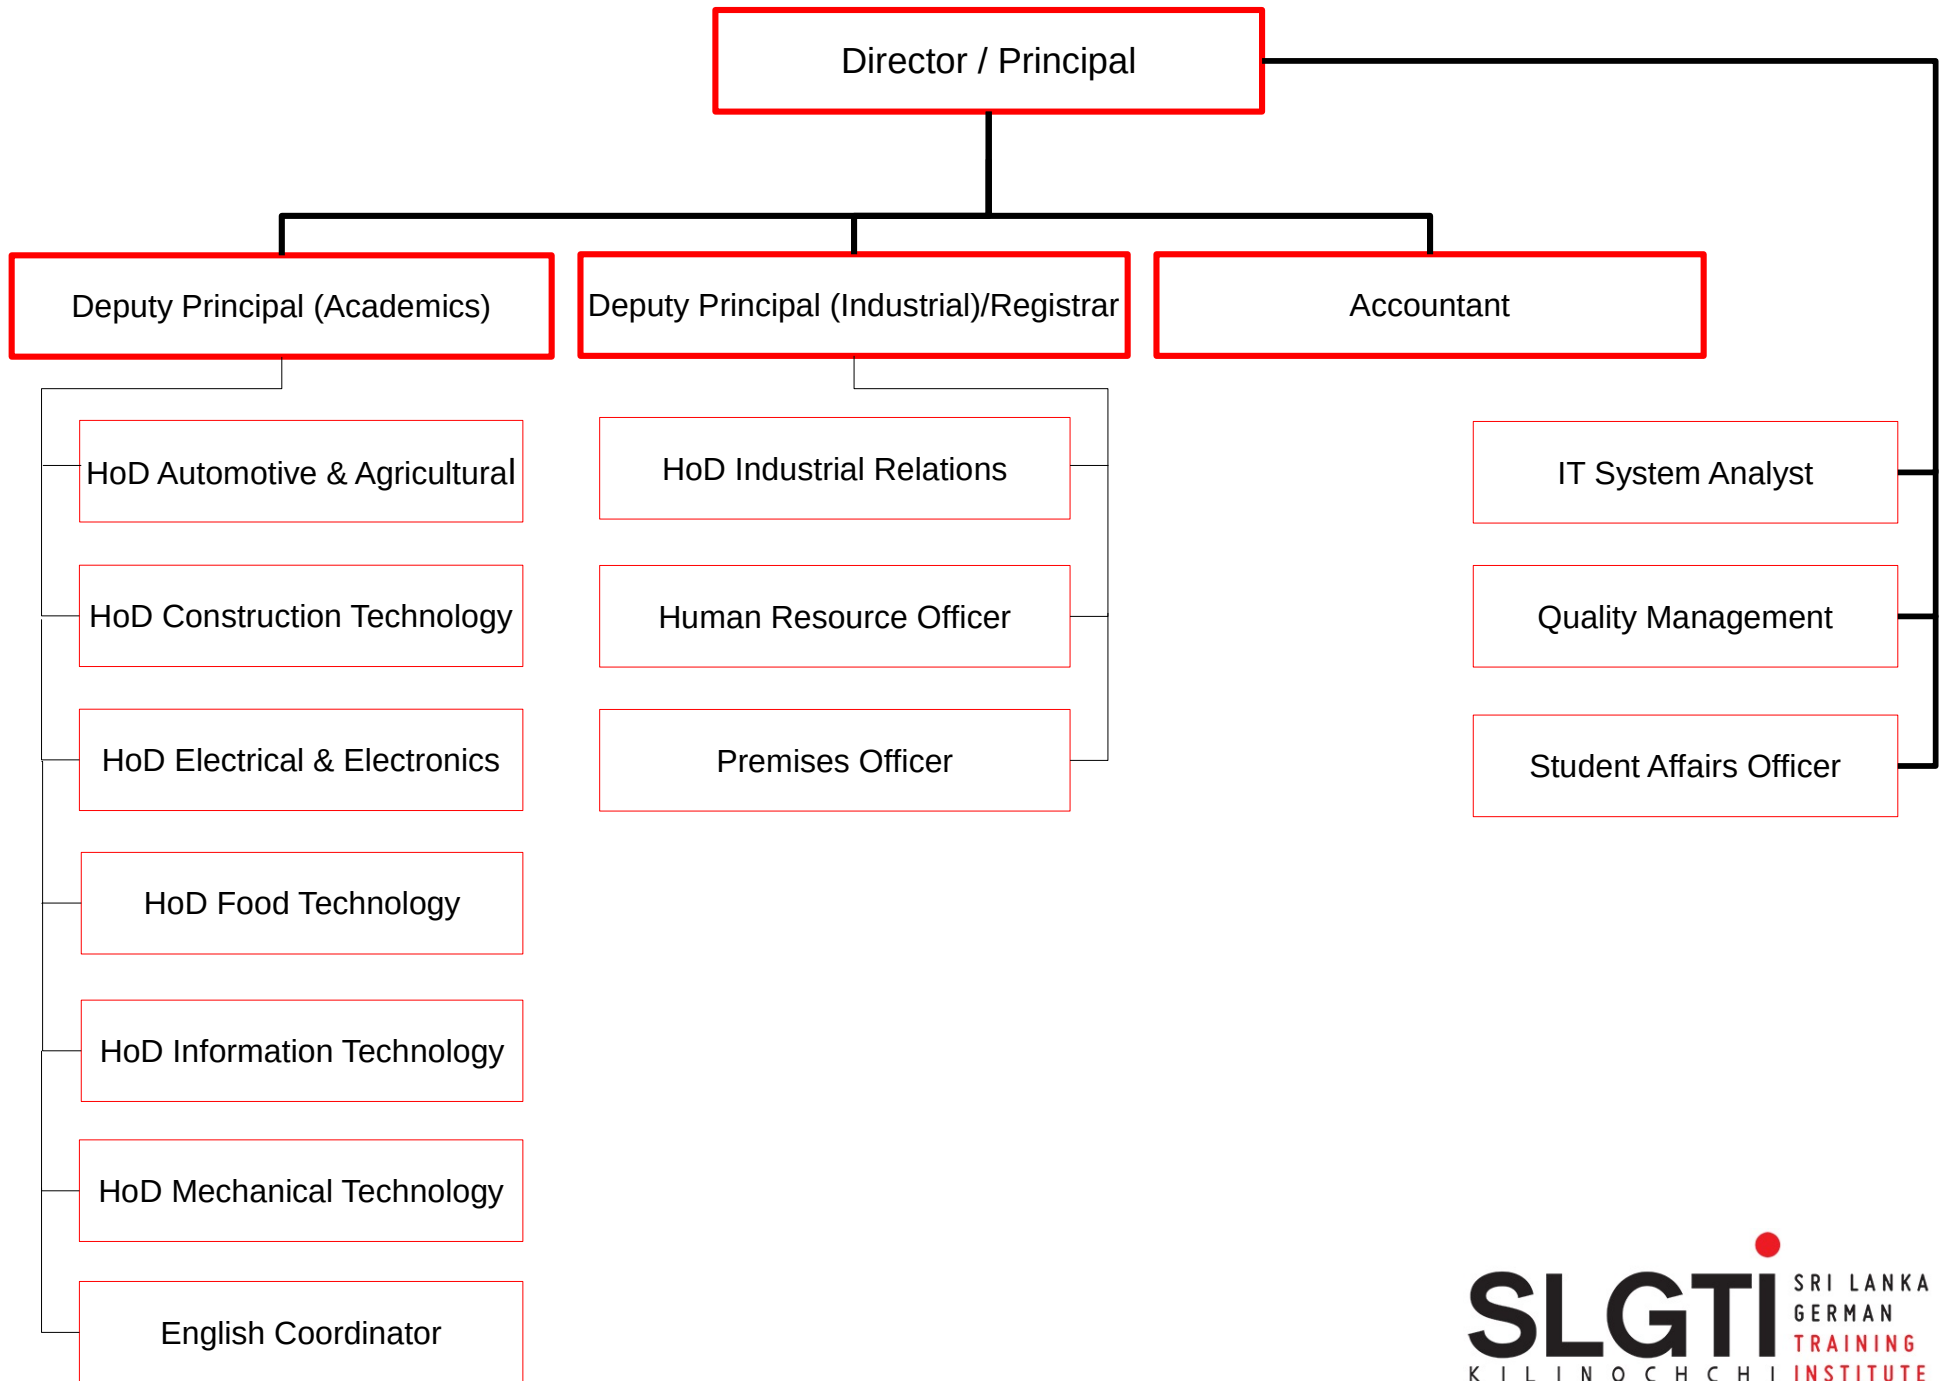 Director / Principal
Deputy Principal (Academics)
Deputy Principal (Industrial)/Registrar
Accountant
HoD Automotive & Agricultural
HoD Construction Technology
HoD Electrical & Electronics
HoD Food Technology
HoD Information Technology
HoD Mechanical Technology
English Coordinator
HoD Industrial Relations
Human Resource Officer
Premises Officer
IT System Analyst
Quality Management
Student Affairs Officer
SLGTI
KILINOCHCHI
SRI LANKA
GERMAN
TRAINING
INSTITUTE